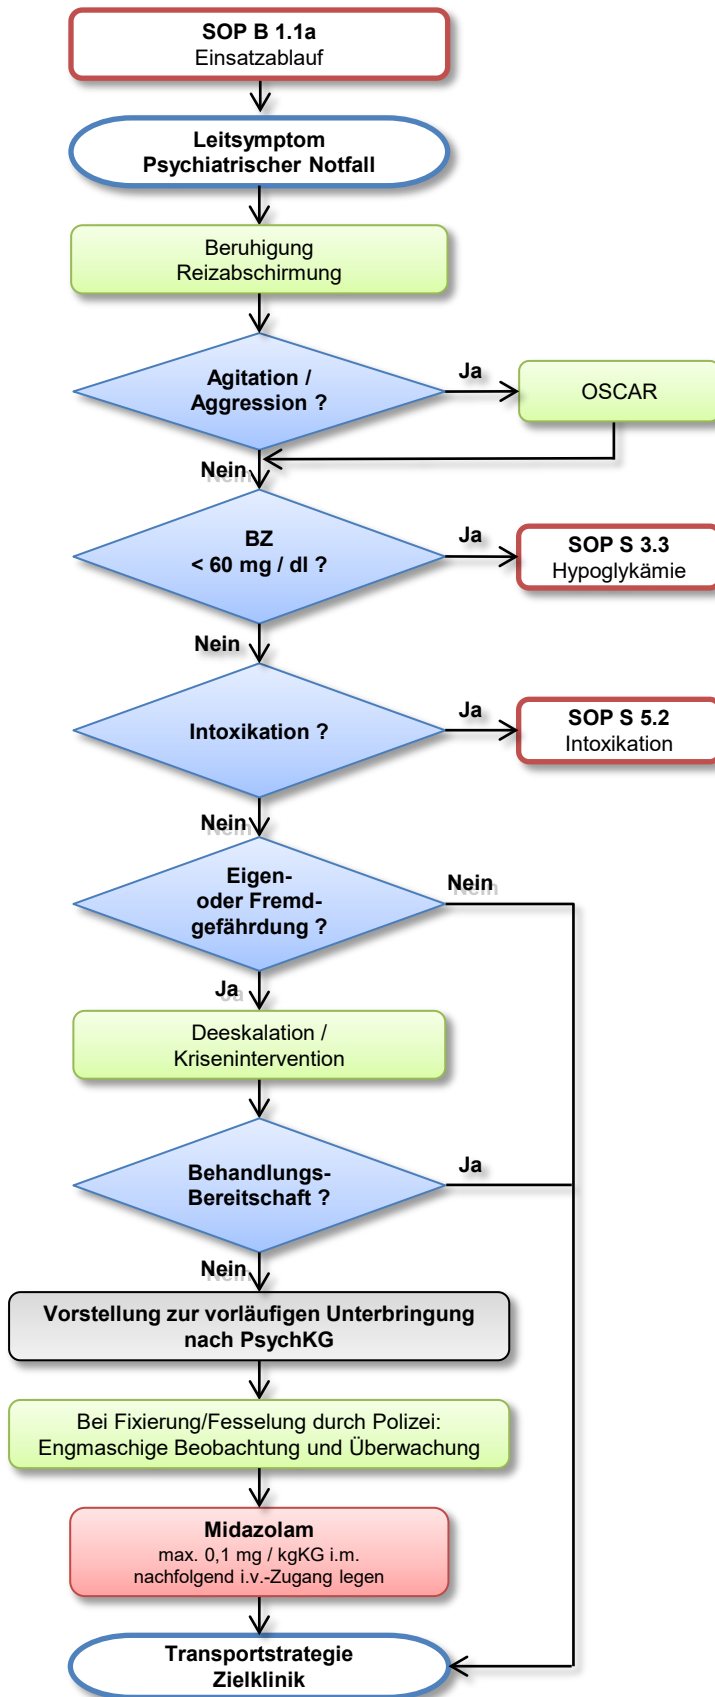 SOP B 1.1a
Einsatzablauf
Leitsymptom
Psychiatrischer Notfall
Beruhigung
Reizabschirmung
Agitation /
Aggression ?
Ja
OSCAR
Nein
BZ
< 60 mg / dl ?
Ja
SOP S 3.3
Hypoglykämie
Nein
Intoxikation ?
Ja
SOP S 5.2
Intoxikation
Nein
Eigen-
oder Fremd-
gefährdung ?
Nein
Ja
Deeskalation /
Krisenintervention
Behandlungs-
Bereitschaft ?
Ja
Nein
Vorstellung zur vorläufigen Unterbringung
nach PsychKG
Bei Fixierung/Fesselung durch Polizei:
Engmaschige Beobachtung und Überwachung
Midazolam
max. 0,1 mg / kgKG i.m.
nachfolgend i.v.-Zugang legen
Transportstrategie
Zielklinik